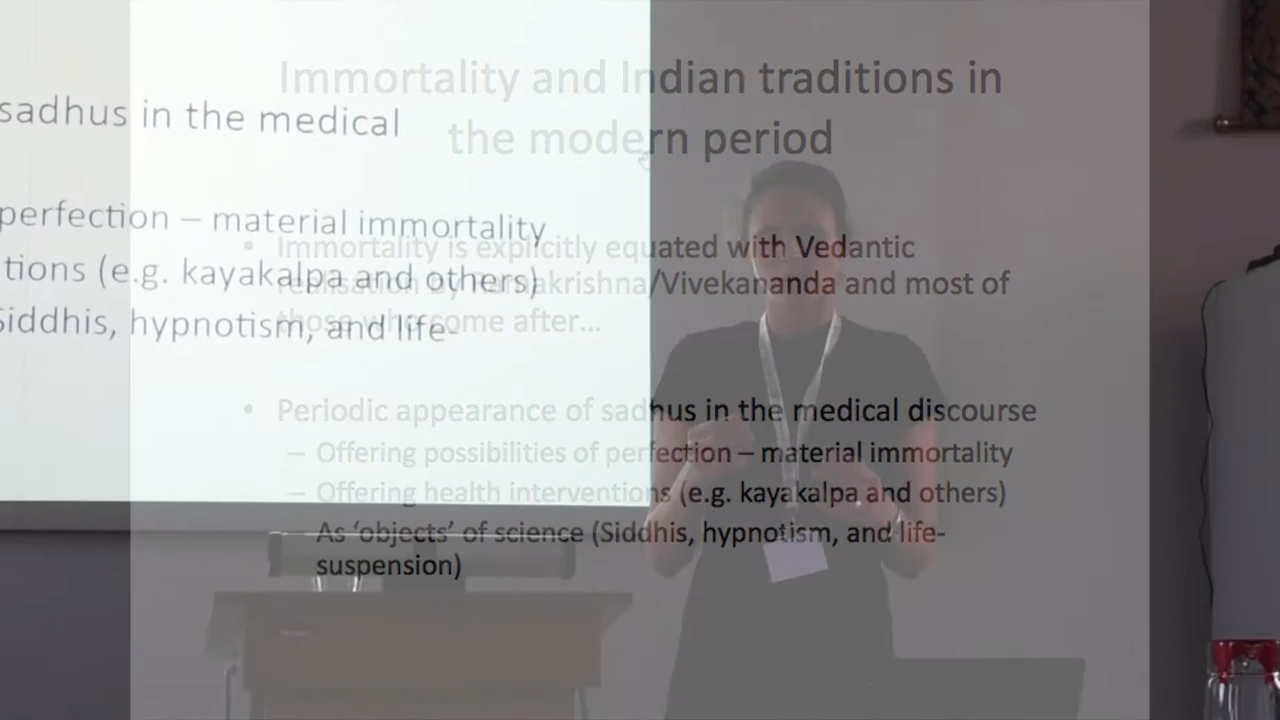 sadhus in the medical
perfection – material immortality
tions (e.g. kayakalpa and others)
Siddhis, hypnotism, and life-
Immortality and Indian traditions in
the modern period
• Immortality is explicitly equated with Vedantic
realisation by Ramakrishna/Vivekananda and most of
those who come after…
• Periodic appearance of sadhus in the medical discourse
– Offering possibilities of perfection – material immortality
– Offering health interventions (e.g. kayakalpa and others)
As ‘objects’ of science (Siddhis, hypnotism, and life-
suspension)